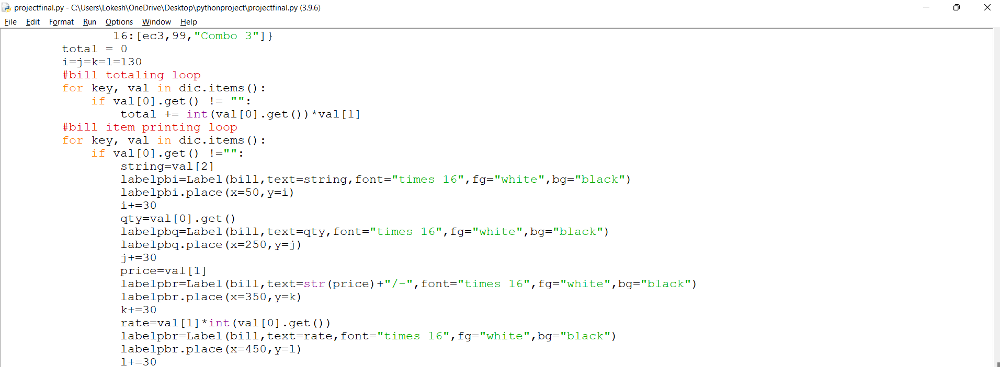 projectfinal.py - C:\Users\Lokesh\OneDrive\Desktop\pythonproject\projectfinal.py (3.9.6)
File Edit Format Run Options Window Help
16:[ec3,99,"Combo 3"]}
total = 0
i=j=k=l=130
#bill totaling loop
for key, val in dic.items():
    if val[0].get() != "":
        total += int(val[0].get())*val[1]
#bill item printing loop
for key, val in dic.items():
    if val[0].get() !="":
        string=val[2]
        labelpbi=Label(bill,text=string,font="times 16",fg="white",bg="black")
        labelpbi.place(x=50,y=i)
        i+=30
        qty=val[0].get()
        labelpbq=Label(bill,text=qty,font="times 16",fg="white",bg="black")
        labelpbq.place(x=250,y=j)
        j+=30
        price=val[1]
        labelpbr=Label(bill,text=str(price)+"/-",font="times 16",fg="white",bg="black")
        labelpbr.place(x=350,y=k)
        k+=30
        rate=val[1]*int(val[0].get())
        labelpbr=Label(bill,text=rate,font="times 16",fg="white",bg="black")
        labelpbr.place(x=450,y=l)
        l+=30